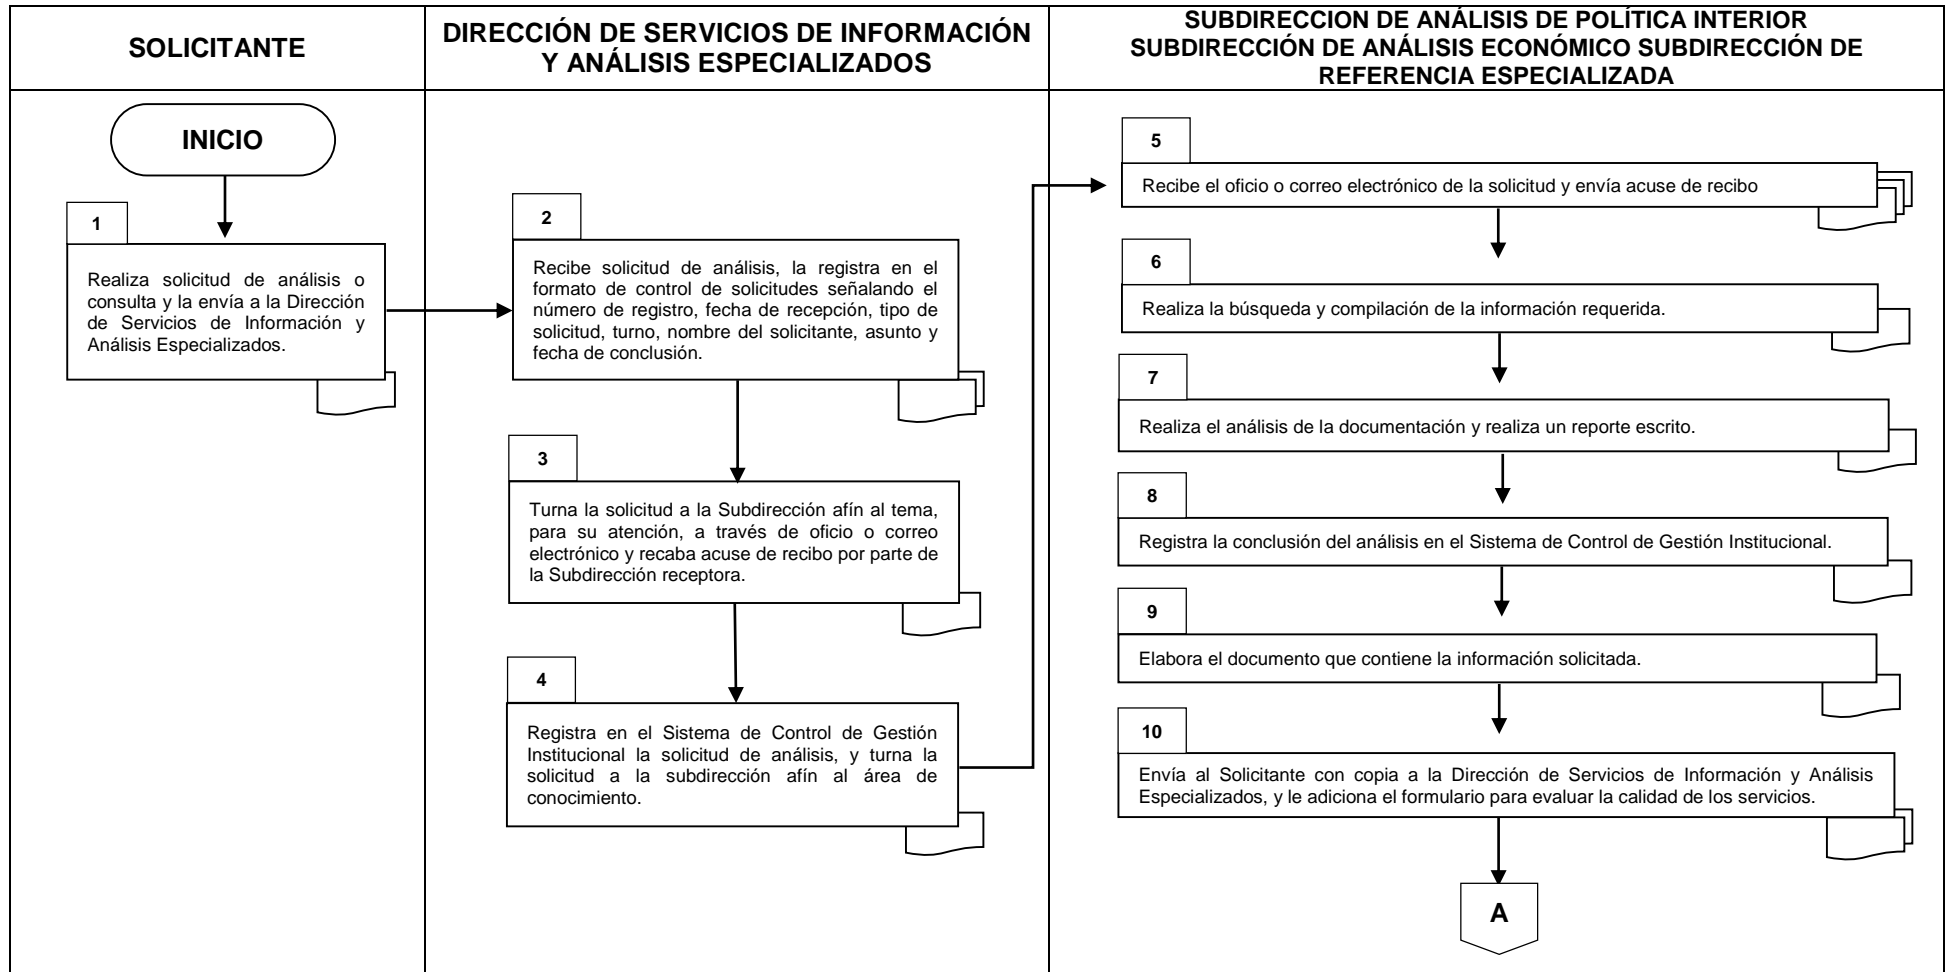 SOLICITANTE
DIRECCIÓN DE SERVICIOS DE INFORMACIÓN
Y ANÁLISIS ESPECIALIZADOS
SUBDIRECCION DE ANÁLISIS DE POLÍTICA INTERIOR
SUBDIRECCIÓN DE ANÁLISIS ECONÓMICO SUBDIRECCIÓN DE
REFERENCIA ESPECIALIZADA
INICIO
1
Realiza solicitud de análisis o
consulta y la envía a la Dirección
de Servicios de Información y
Análisis Especializados.
2
Recibe solicitud de análisis, la registra en el
formato de control de solicitudes señalando el
número de registro, fecha de recepción, tipo de
solicitud, turno, nombre del solicitante, asunto y
fecha de conclusión.
3
Turna la solicitud a la Subdirección afín al tema,
para su atención, a través de oficio o correo
electrónico y recaba acuse de recibo por parte de
la Subdirección receptora.
4
Registra en el Sistema de Control de Gestión
Institucional la solicitud de análisis, y turna la
solicitud a la subdirección afín al área de
conocimiento.
5
Recibe el oficio o correo electrónico de la solicitud y envía acuse de recibo
6
Realiza la búsqueda y compilación de la información requerida.
7
Realiza el análisis de la documentación y realiza un reporte escrito.
8
Registra la conclusión del análisis en el Sistema de Control de Gestión Institucional.
9
Elabora el documento que contiene la información solicitada.
10
Envía al Solicitante con copia a la Dirección de Servicios de Información y Análisis
Especializados, y le adiciona el formulario para evaluar la calidad de los servicios.
A